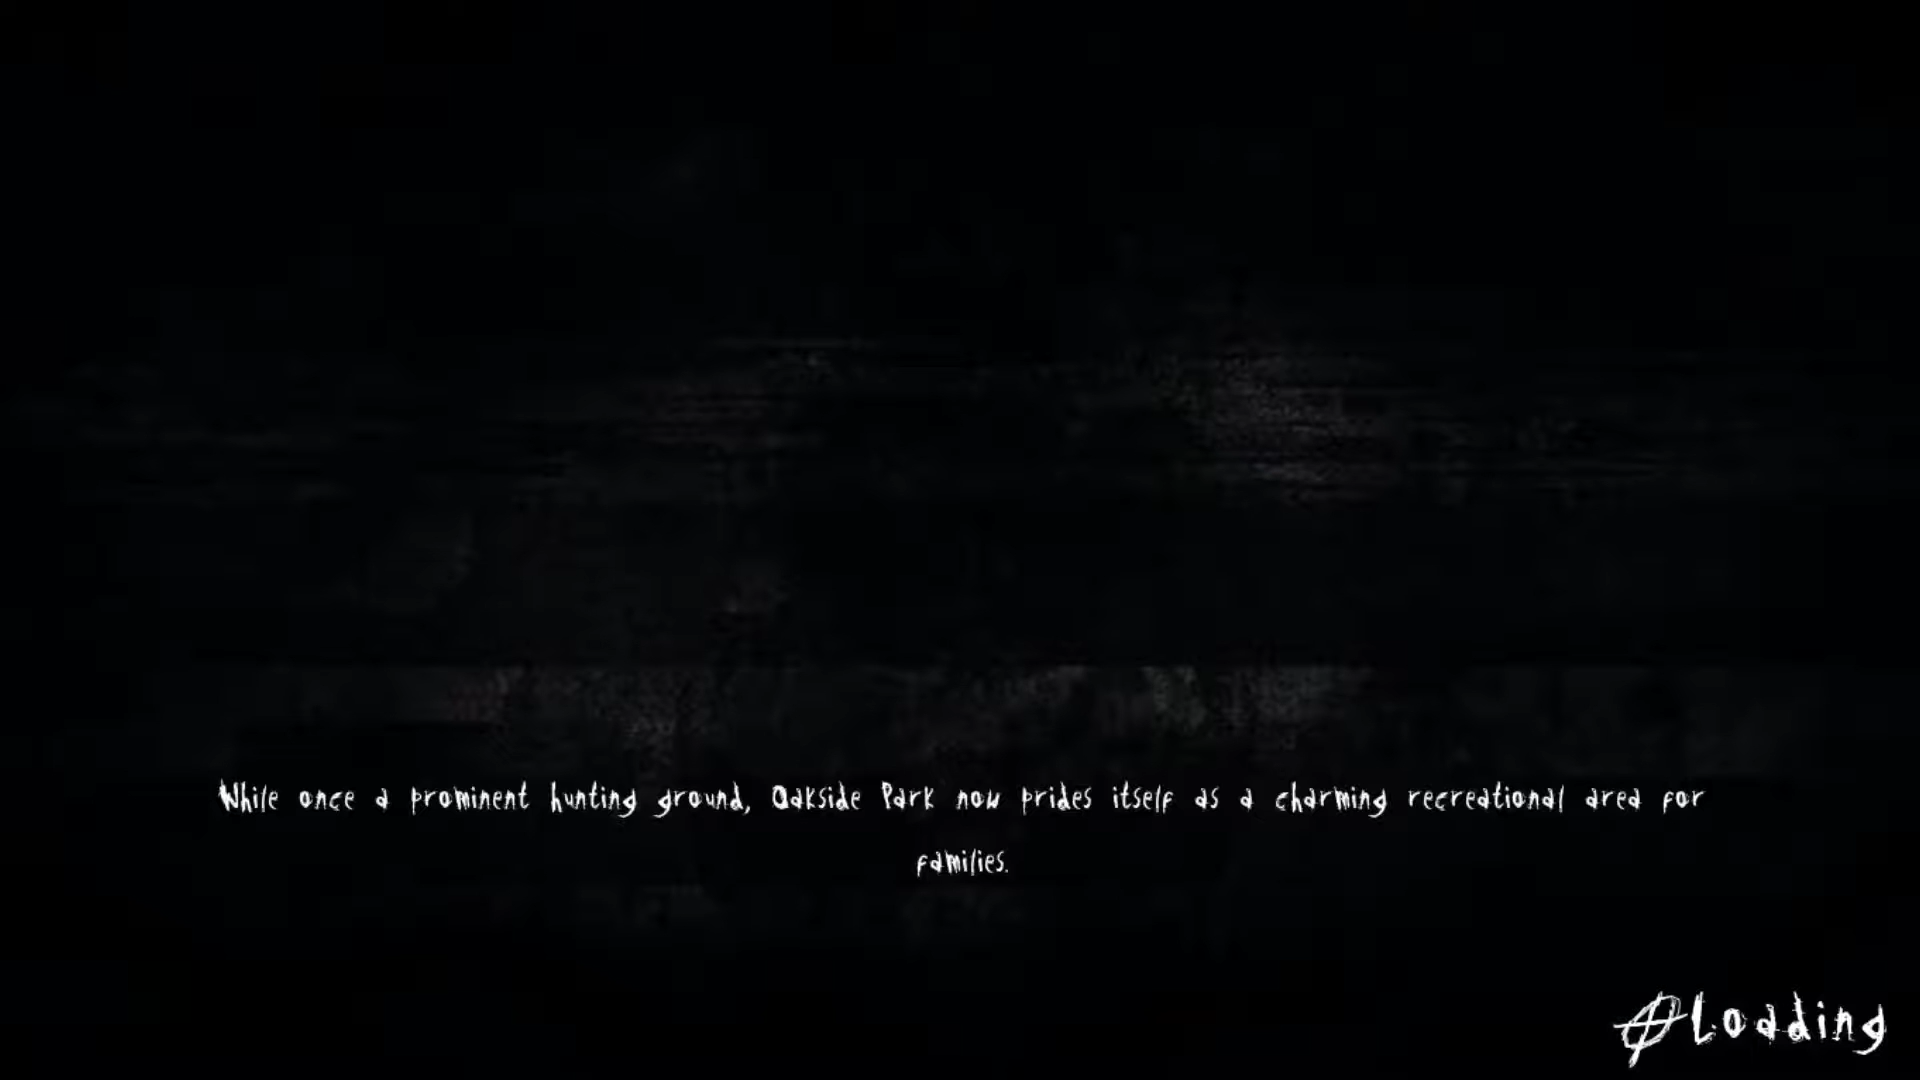 While once a prominent hunting ground, Oakside Park now prides itself as a charming recreational area for
families.
Loading